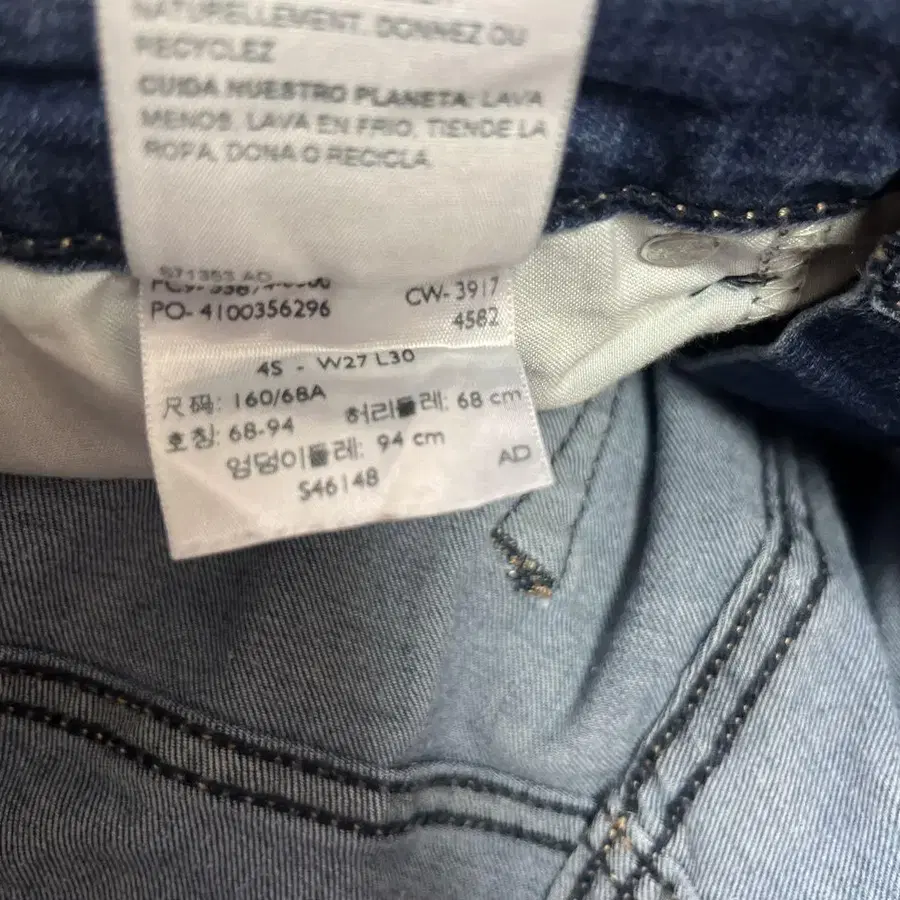 NATURELLEMENT. DONNEZ OU
RECYCLEZ
CUIDA NUESTRO PLANETA: LAVA
MENOS, LAVA EN FRIO, TIENDE LA
ROPA, DONA O RECICLA
S71353 AD
PO- 4100356296
CW- 3917
4582
4S - W27 L30
尺码: 160/68A
허리둘레: 68 cm
호칭: 68-94
엉덩이둘레: 94 cm
AD
S46148